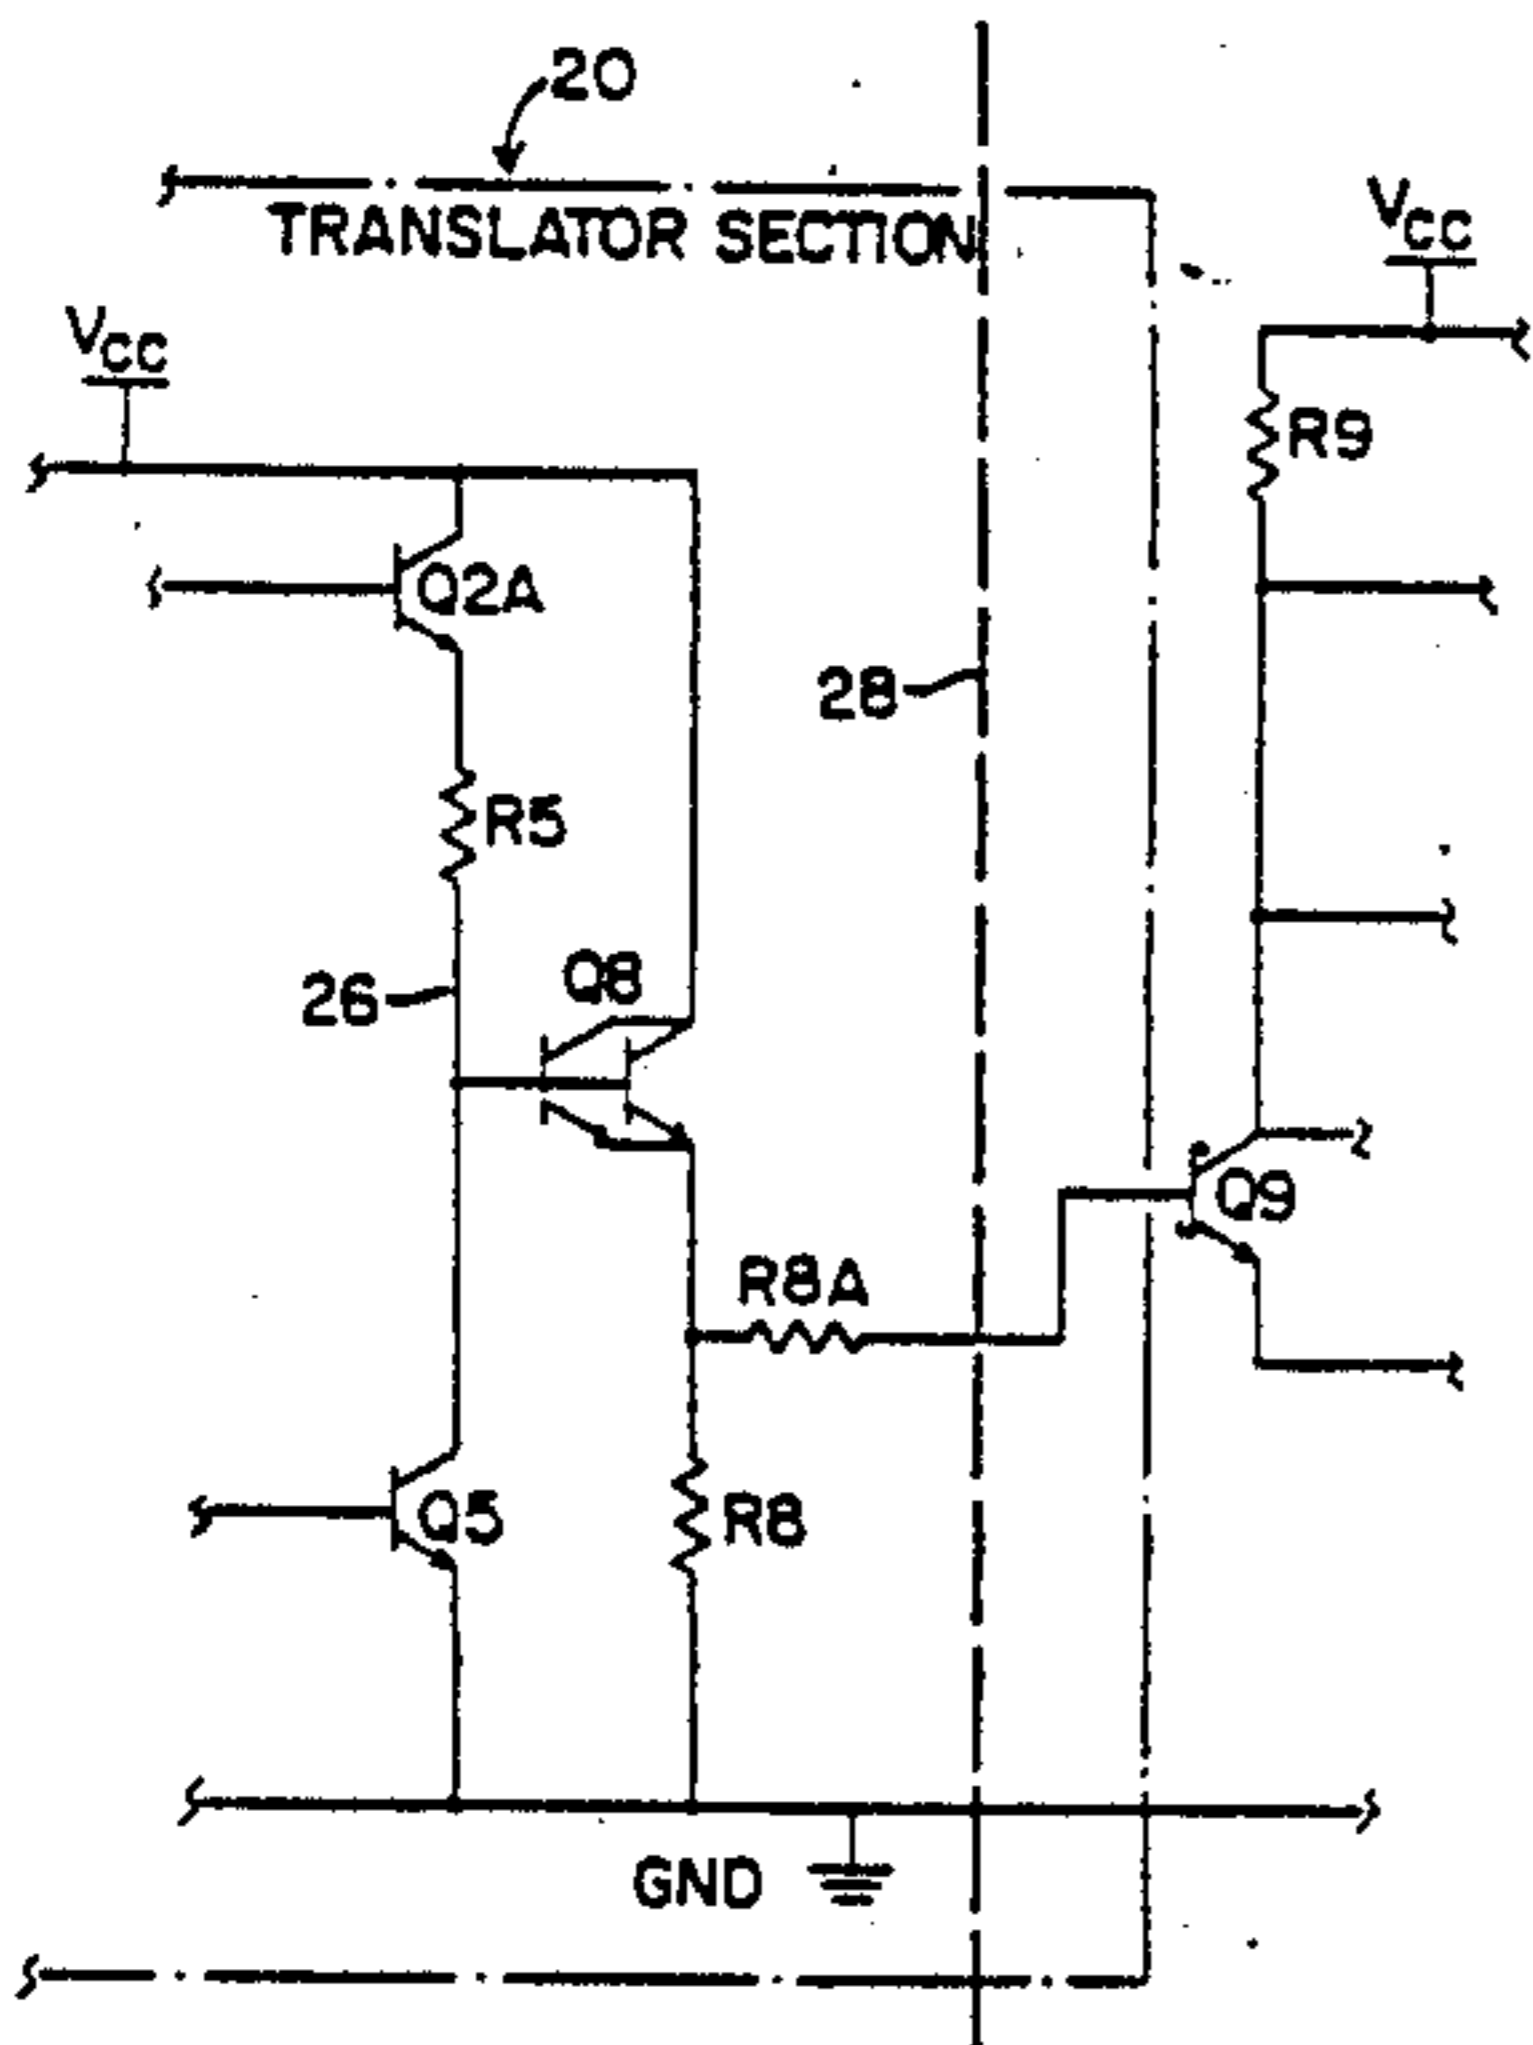 20
TRANSLATOR SECTION
VCC
VCC
R9
Q2A
28
R5
Q8
26
Q9
R8A
Q5
R8
GND